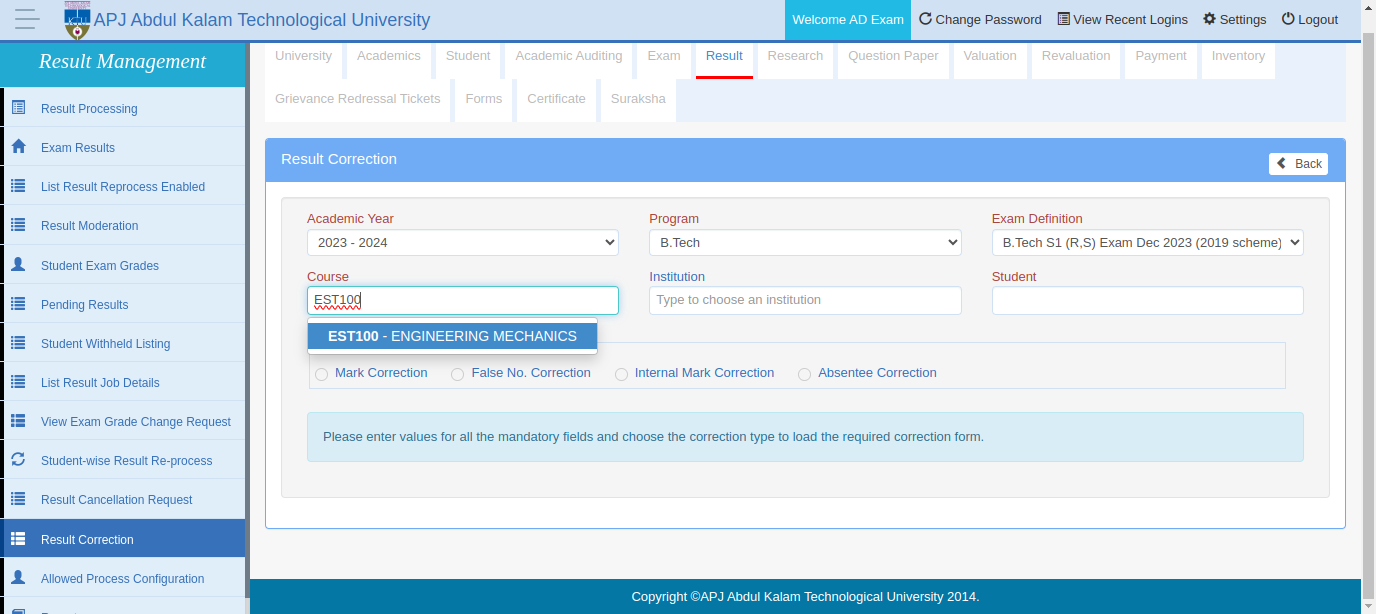 APJ Abdul Kalam Technological University
Welcome AD Exam Change Password View Recent Logins Settings Logout
Result Management
Result Processing
Exam Results
List Result Reprocess Enabled
Result Moderation
Student Exam Grades
Pending Results
Student Withheld Listing
List Result Job Details
View Exam Grade Change Request
Student-wise Result Re-process
Result Cancellation Request
Result Correction
Allowed Process Configuration
University Academics Student Academic Auditing Exam Result Research Question Paper Valuation Revaluation Payment Inventory
Grievance Redressal Tickets Forms Certificate Suraksha
Result Correction
Back
Academic Year Program Exam Definition
2023 - 2024 B.Tech B.Tech S1 (R,S) Exam Dec 2023 (2019 scheme)
Course Institution Student
EST100 Type to choose an institution
EST100 - ENGINEERING MECHANICS
Mark Correction False No. Correction Internal Mark Correction Absentee Correction
Please enter values for all the mandatory fields and choose the correction type to load the required correction form.
Copyright ©APJ Abdul Kalam Technological University 2014.